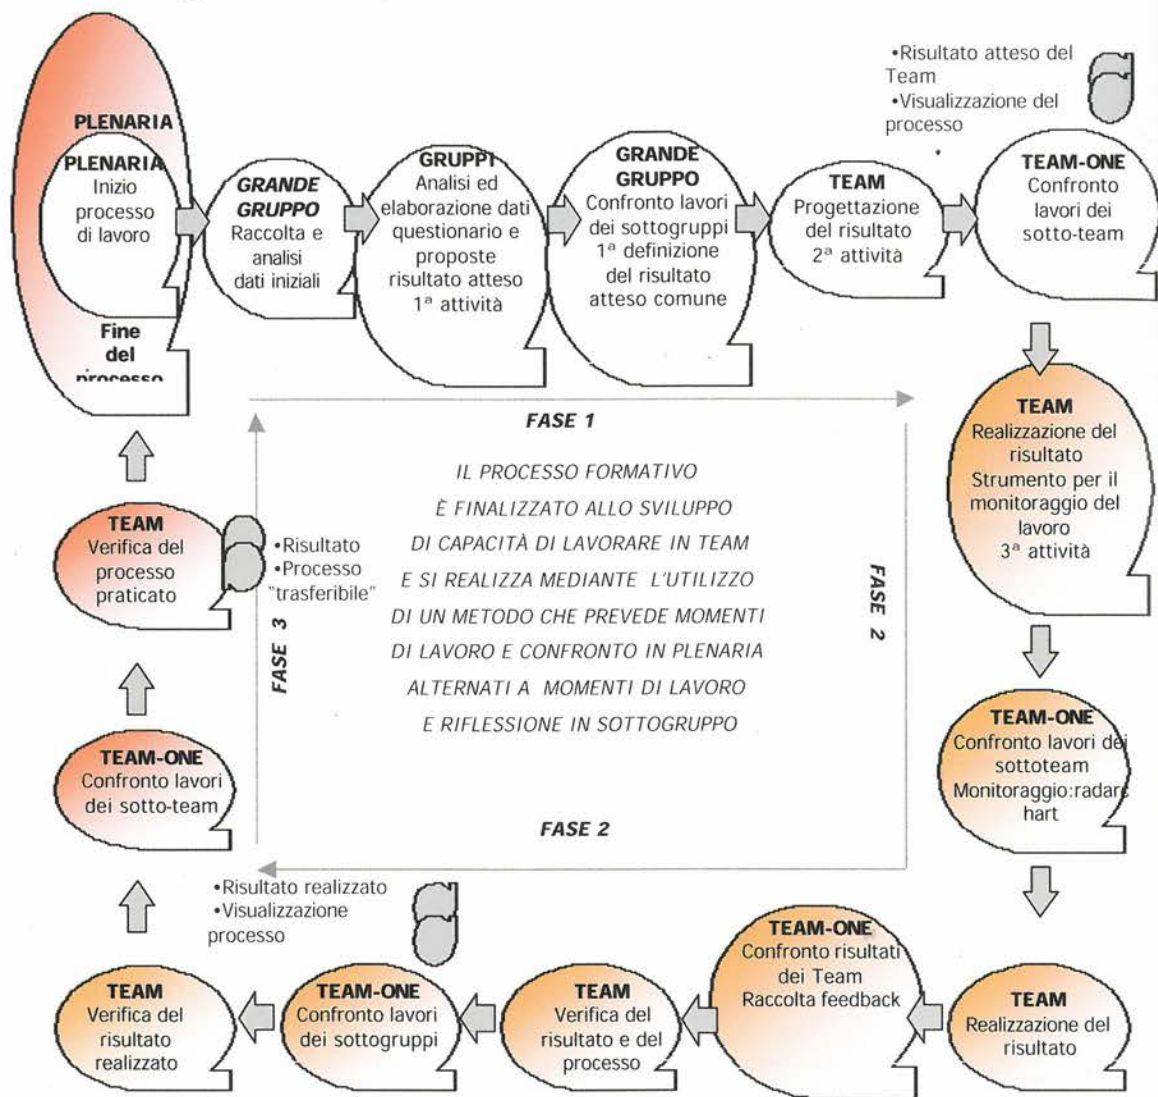 PLENARIA
PLENARIA
Inizio
processo
di lavoro
Fine
del
processo
GRANDE
GRUPPO
Raccolta e
analisi
dati iniziali
GRUPPI
Analisi ed
elaborazione dati
questionario e
proposte
risultato atteso
1ª attività
GRANDE
GRUPPO
Confronto lavori
dei sottogruppi
1ª definizione
del risultato
atteso comune
TEAM
Progettazione
del risultato
2ª attività
•Risultato atteso del
Team
•Visualizzazione del
processo
TEAM-ONE
Confronto
lavori dei
sotto-team
TEAM
Realizzazione del
risultato
Strumento per il
monitoraggio del
lavoro
3ª attività
TEAM-ONE
Confronto lavori dei
sottoteam
Monitoraggio:radarc
hart
TEAM
Realizzazione del
risultato
TEAM-ONE
Confronto risultati
dei Team
Raccolta feedback
TEAM
Verifica del
risultato e del
processo
TEAM-ONE
Confronto lavori
dei sottogruppi
•Risultato realizzato
•Visualizzazione
processo
TEAM
Verifica del
risultato
realizzato
TEAM-ONE
Confronto lavori
dei sotto-team
TEAM
Verifica del
processo
praticato
•Risultato
•Processo
"trasferibile"
FASE 1
FASE 2
FASE 2
FASE 3
IL PROCESSO FORMATIVO
È FINALIZZATO ALLO SVILUPPO
DI CAPACITÀ DI LAVORARE IN TEAM
E SI REALIZZA MEDIANTE L'UTILIZZO
DI UN METODO CHE PREVEDE MOMENTI
DI LAVORO E CONFRONTO IN PLENARIA
ALTERNATI A MOMENTI DI LAVORO
E RIFLESSIONE IN SOTTOGRUPPO